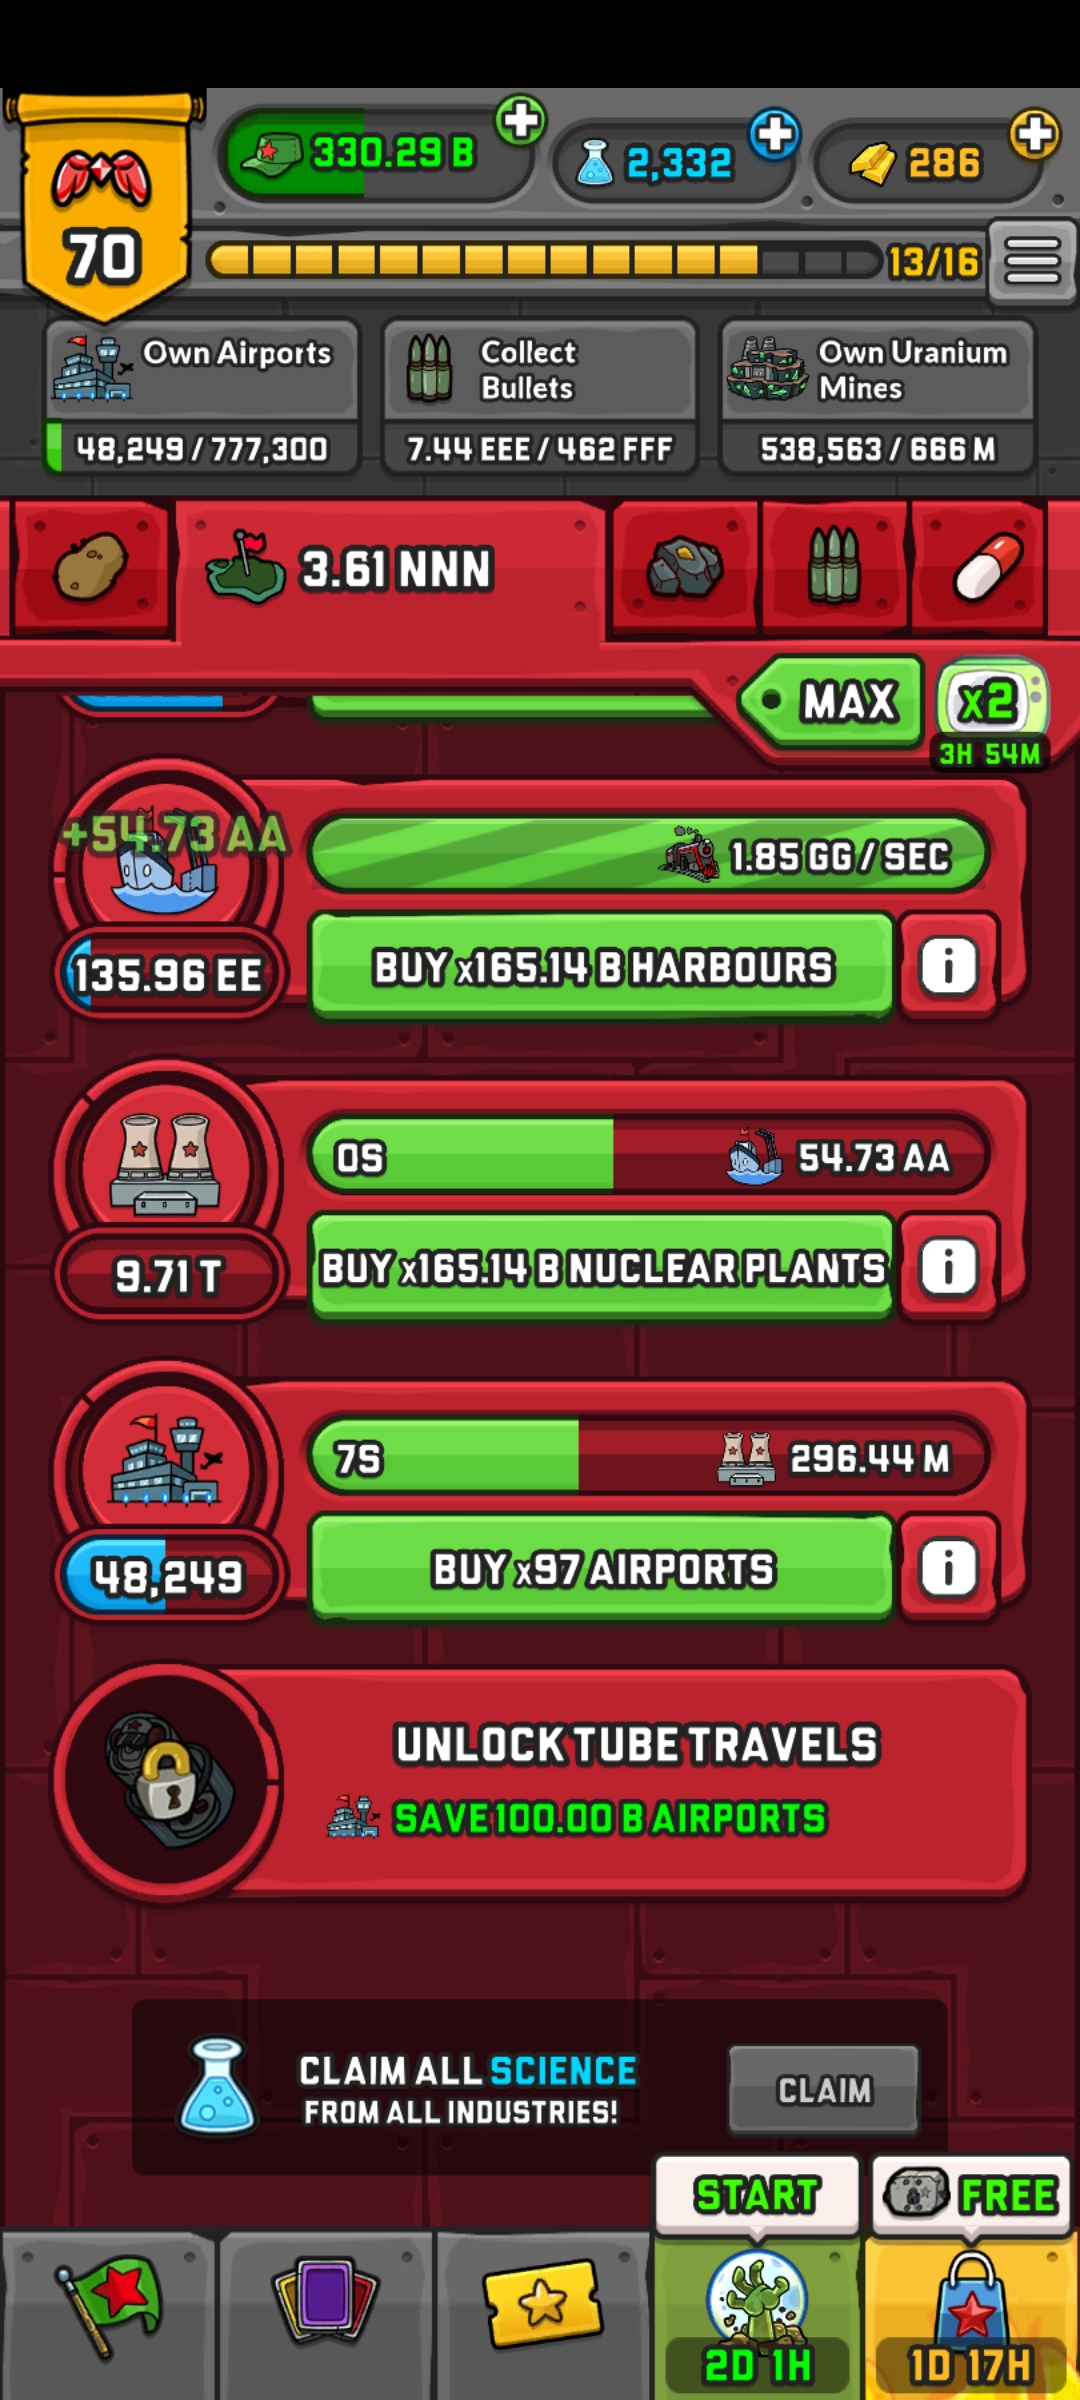 330.29 B
2,332
286
70
13/16
Own Airports
48,249 / 777,300
Collect
Bullets
7.44 EEE / 462 FFF
Own Uranium
Mines
538,563 / 666 M
3.61 NNN
MAX
x2
3H 54M
+54.73 AA
1.85 GG / SEC
135.96 EE
BUY x165.14 B HARBOURS
i
0S
54.73 AA
9.71 T
BUY x165.14 B NUCLEAR PLANTS
i
7S
296.44 M
48,249
BUY x97 AIRPORTS
i
UNLOCK TUBE TRAVELS
SAVE 100.00 B AIRPORTS
CLAIM ALL SCIENCE
FROM ALL INDUSTRIES!
CLAIM
START
FREE
2D 1H
1D 17H